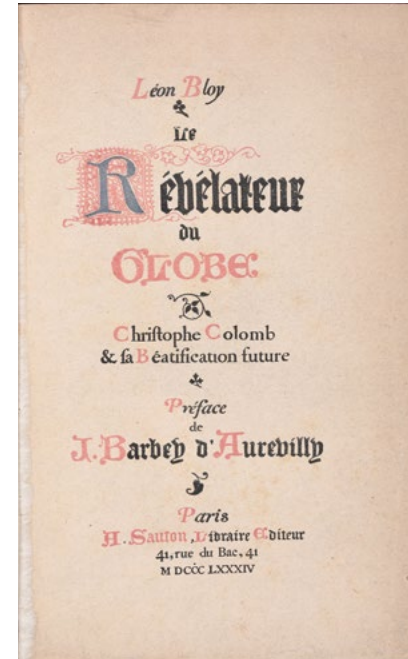 Léon Bloy
Le
Révélateur
du
GLOBE
Chriſtophe Colomb
& ſa Béatification future
Préface
de
J. Barbey d'Aurevilly
Paris
A. Sauton, Libraire Éditeur
41, rue du Bac, 41
M DCCC LXXXIV